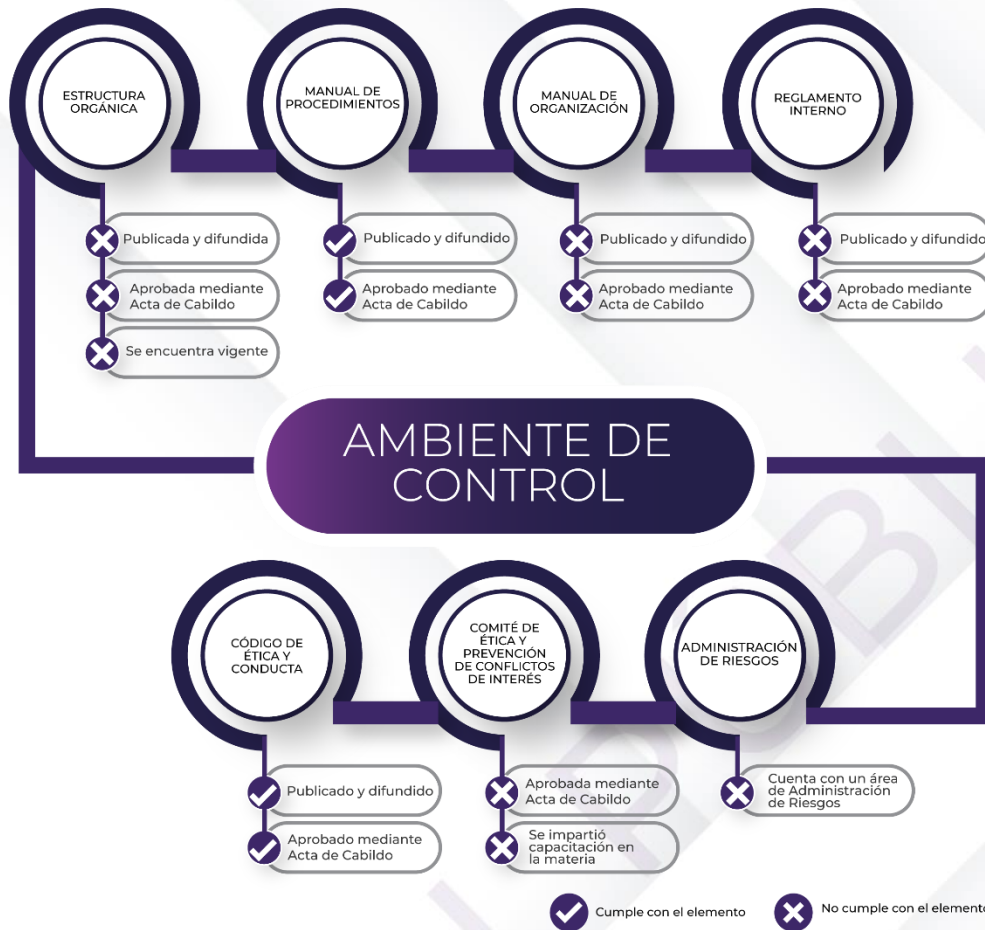 ESTRUCTURA
ORGÁNICA
MANUAL DE
PROCEDIMIENTOS
MANUAL DE
ORGANIZACIÓN
REGLAMENTO
INTERNO
Publicada y difundida
Aprobada mediante
Acta de Cabildo
Se encuentra vigente
Publicado y difundido
Aprobado mediante
Acta de Cabildo
Publicado y difundido
Aprobado mediante
Acta de Cabildo
Publicado y difundido
Aprobado mediante
Acta de Cabildo
AMBIENTE DE
CONTROL
CÓDIGO DE
ÉTICA Y
CONDUCTA
COMITÉ DE
ÉTICA Y
PREVENCIÓN
DE CONFLICTOS
DE INTERÉS
ADMINISTRACIÓN
DE RIESGOS
Publicado y difundido
Aprobado mediante
Acta de Cabildo
Aprobada mediante
Acta de Cabildo
Se impartió
capacitación en
la materia
Cuenta con un área
de Administración
de Riesgos
Cumple con el elemento
No cumple con el elemento